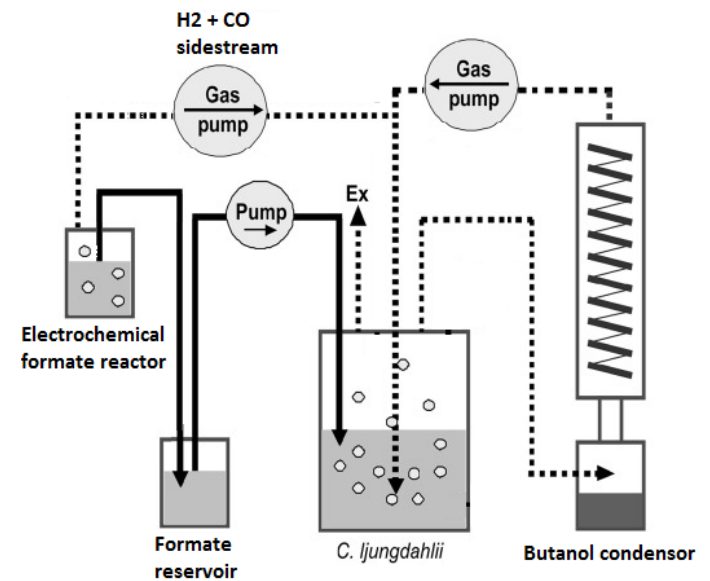 H2 + CO
sidestream
Gas
pump
Gas
pump
Pump
Ex
Electrochemical
formate reactor
Formate
reservoir
C. ljungdahlii
Butanol condensor